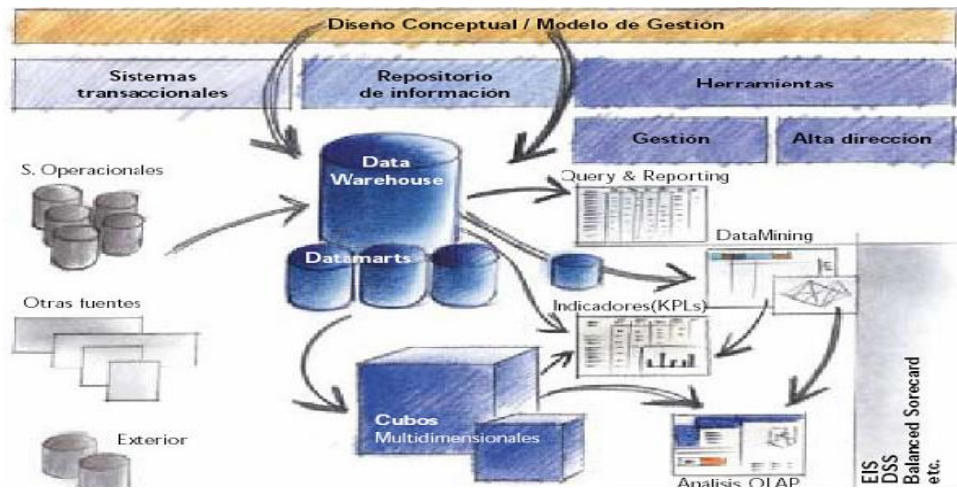 Diseño Conceptual / Modelo de Gestión
Sistemas
transaccionales
Repositorio
de información
Herramientas
Gestión
Alta dirección
S. Operacionales
Data
Warehouse
Query & Reporting
DataMining
Datamarts
Otras fuentes
Indicadores(KPLs)
Cubos
Multidimensionales
Exterior
Analisis OLAP
EIS
DSS
Balanced Sorecard
etc.